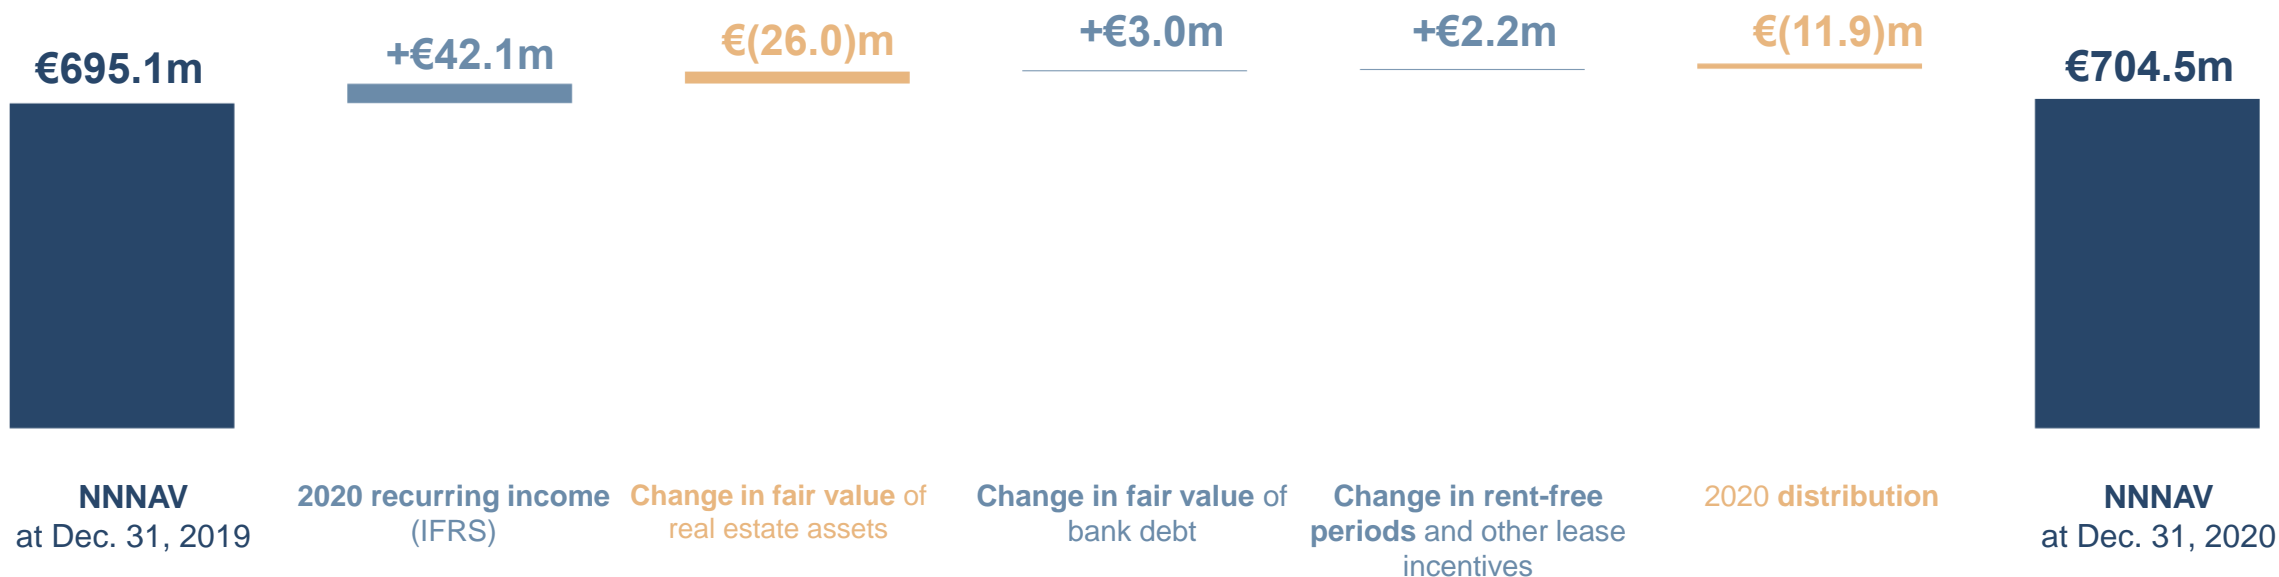 €695.1m
+€42.1m
€(26.0)m
+€3.0m
+€2.2m
€(11.9)m
€704.5m
NNNAV
at Dec. 31, 2019
2020 recurring income
(IFRS)
Change in fair value of
real estate assets
Change in fair value of
bank debt
Change in rent-free
periods and other lease
incentives
2020 distribution
NNNAV
at Dec. 31, 2020